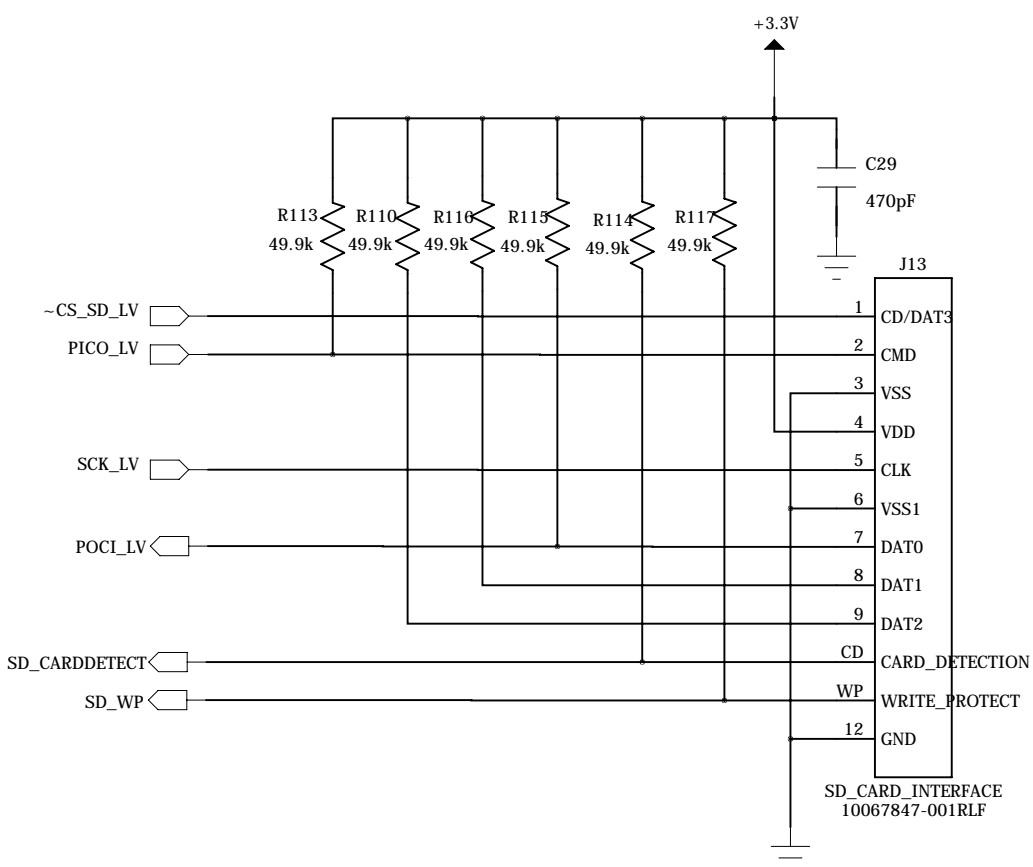 +3.3V
C29
470pF
R113
49.9k
R110
49.9k
R116
49.9k
R115
49.9k
R114
49.9k
R117
49.9k
J13
~CS_SD_LV
1
CD/DAT3
PICO_LV
2
CMD
3
VSS
4
VDD
SCK_LV
5
CLK
6
VSS1
POCI_LV
7
DAT0
8
DAT1
9
DAT2
SD_CARDDETECT
CD
CARD_DETECTION
SD_WP
WP
WRITE_PROTECT
12
GND
SD_CARD_INTERFACE
10067847-001RLF